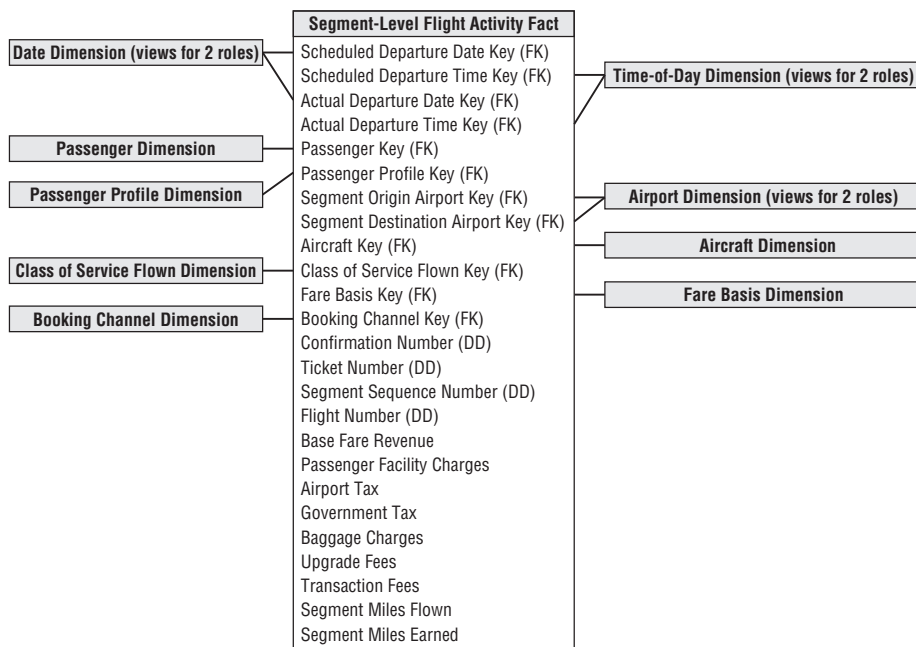 Segment-Level Flight Activity Fact
Date Dimension (views for 2 roles)
Scheduled Departure Date Key (FK)
Scheduled Departure Time Key (FK)
Time-of-Day Dimension (views for 2 roles)
Actual Departure Date Key (FK)
Actual Departure Time Key (FK)
Passenger Dimension
Passenger Key (FK)
Passenger Profile Key (FK)
Passenger Profile Dimension
Segment Origin Airport Key (FK)
Airport Dimension (views for 2 roles)
Segment Destination Airport Key (FK)
Aircraft Key (FK)
Aircraft Dimension
Class of Service Flown Dimension
Class of Service Flown Key (FK)
Fare Basis Key (FK)
Fare Basis Dimension
Booking Channel Dimension
Booking Channel Key (FK)
Confirmation Number (DD)
Ticket Number (DD)
Segment Sequence Number (DD)
Flight Number (DD)
Base Fare Revenue
Passenger Facility Charges
Airport Tax
Government Tax
Baggage Charges
Upgrade Fees
Transaction Fees
Segment Miles Flown
Segment Miles Earned